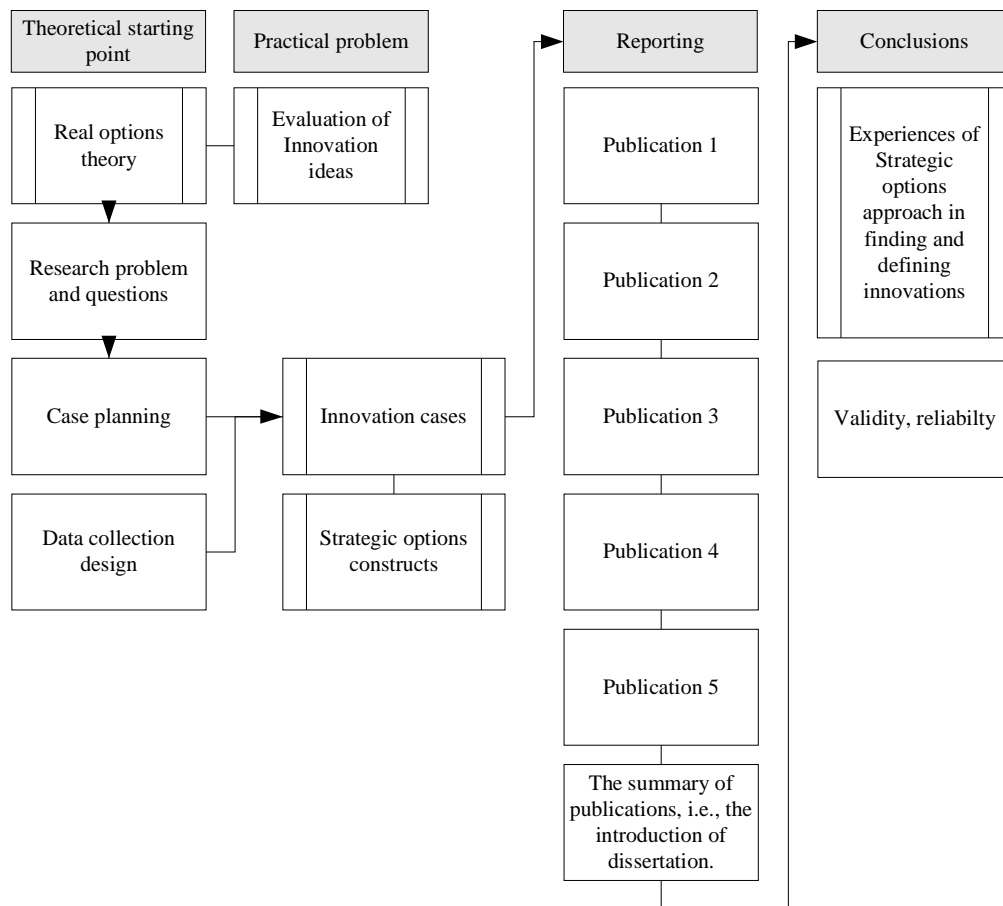 Theoretical starting
point
Practical problem
Reporting
Conclusions
Real options
theory
Evaluation of
Innovation
ideas
Publication 1
Experiences of
Strategic
options
approach in
finding and
defining
innovations
Research problem
and questions
Publication 2
Case planning
Innovation cases
Publication 3
Validity, reliabilty
Data collection
design
Strategic options
constructs
Publication 4
Publication 5
The summary of
publications, i.e., the
introduction of
dissertation.